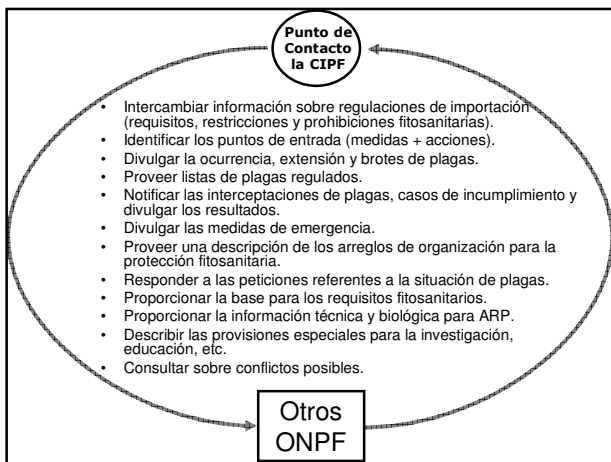 Punto de
Contacto
la CIPF
• Intercambiar información sobre regulaciones de importación
(requisitos, restricciones y prohibiciones fitosanitarias).
• Identificar los puntos de entrada (medidas + acciones).
• Divulgar la ocurrencia, extensión y brotes de plagas.
• Proveer listas de plagas regulados.
• Notificar las interceptaciones de plagas, casos de incumplimiento y
divulgar los resultados.
• Divulgar las medidas de emergencia.
• Proveer una descripción de los arreglos de organización para la
protección fitosanitaria.
• Responder a las peticiones referentes a la situación de plagas.
• Proporcionar la base para los requisitos fitosanitarios.
• Proporcionar la información técnica y biológica para ARP.
• Describir las provisiones especiales para la investigación,
educación, etc.
• Consultar sobre conflictos posibles.
Otros
ONPF